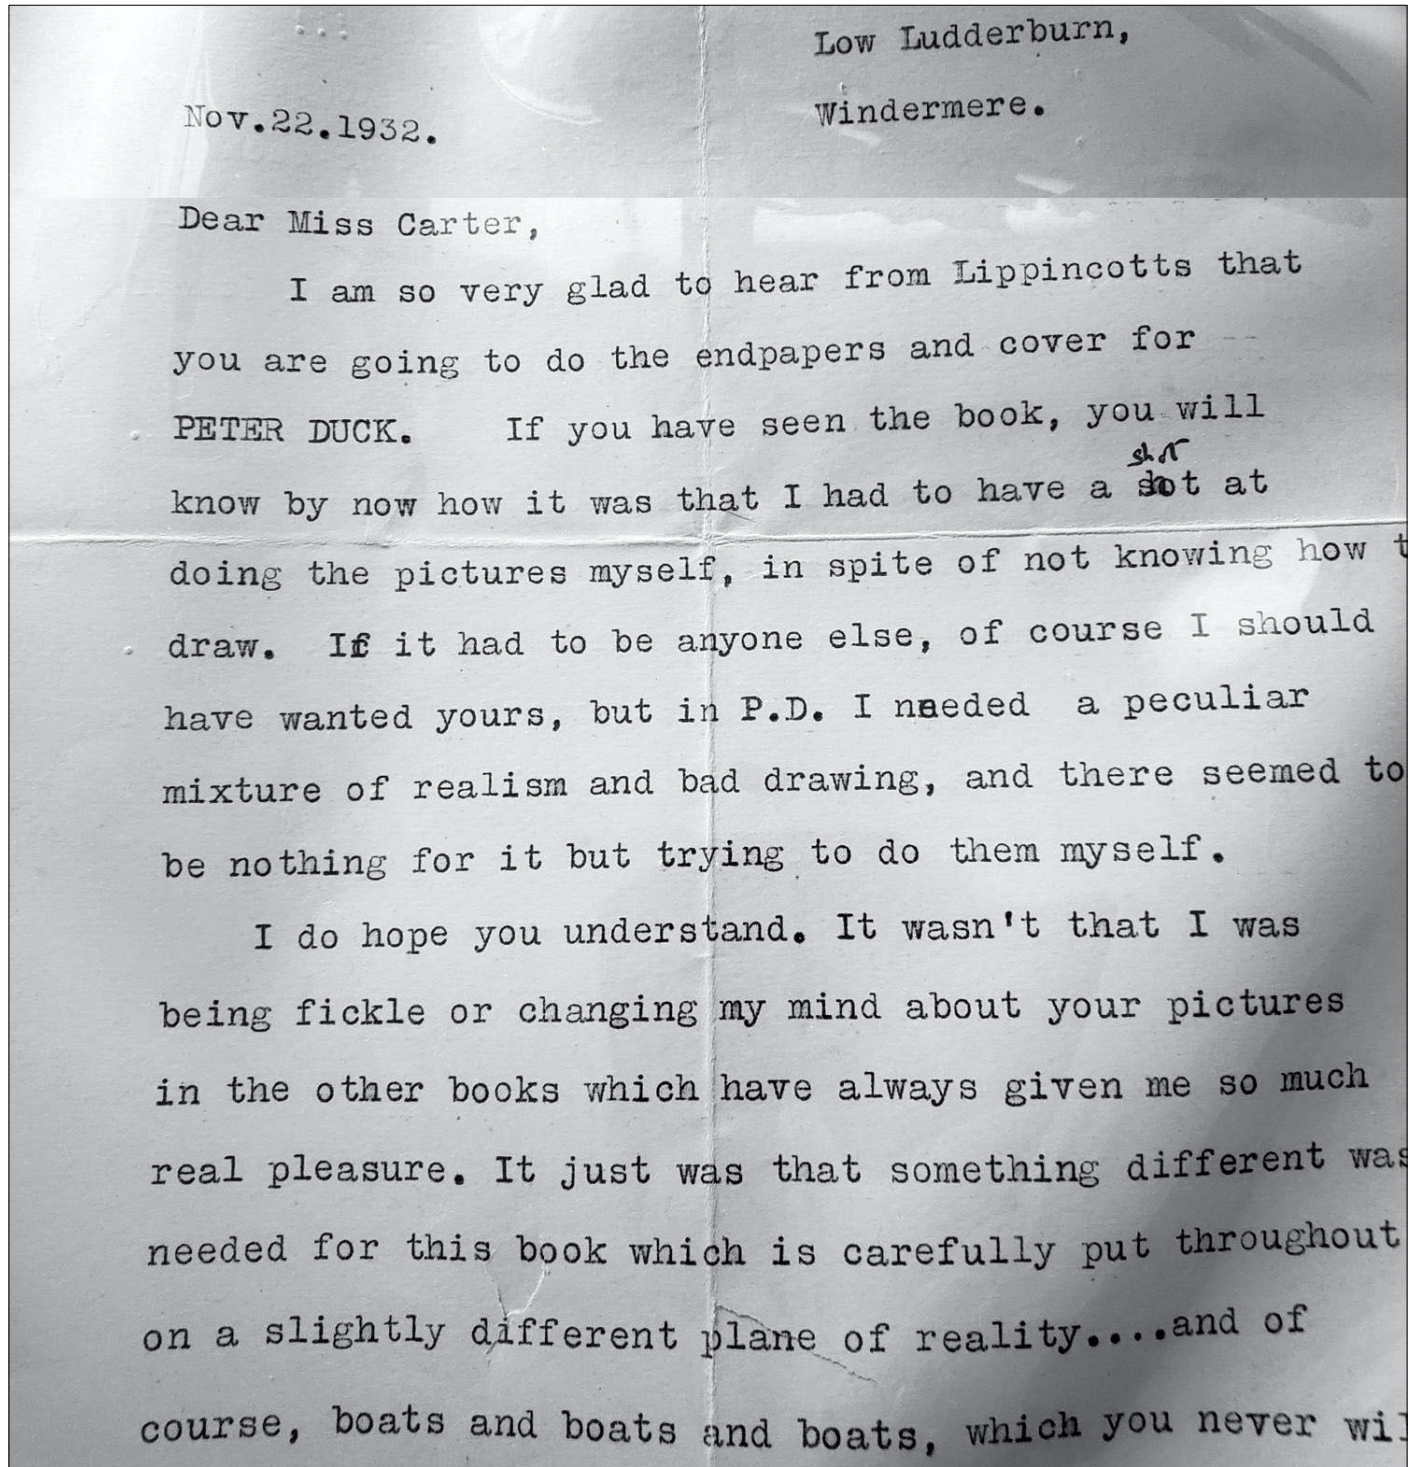 Low Ludderburn,
Windermere.
Nov.22.1932.
Dear Miss Carter,
I am so very glad to hear from Lippincotts that
you are going to do the endpapers and cover for
PETER DUCK. If you have seen the book, you will
shot
know by now how it was that I had to have a shot at
doing the pictures myself, in spite of not knowing how t
draw. If it had to be anyone else, of course I should
have wanted yours, but in P.D. I needed a peculiar
mixture of realism and bad drawing, and there seemed to
be nothing for it but trying to do them myself.
I do hope you understand. It wasn't that I was
being fickle or changing my mind about your pictures
in the other books which have always given me so much
real pleasure. It just was that something different was
needed for this book which is carefully put throughout
on a slightly different plane of reality....and of
course, boats and boats and boats, which you never wil